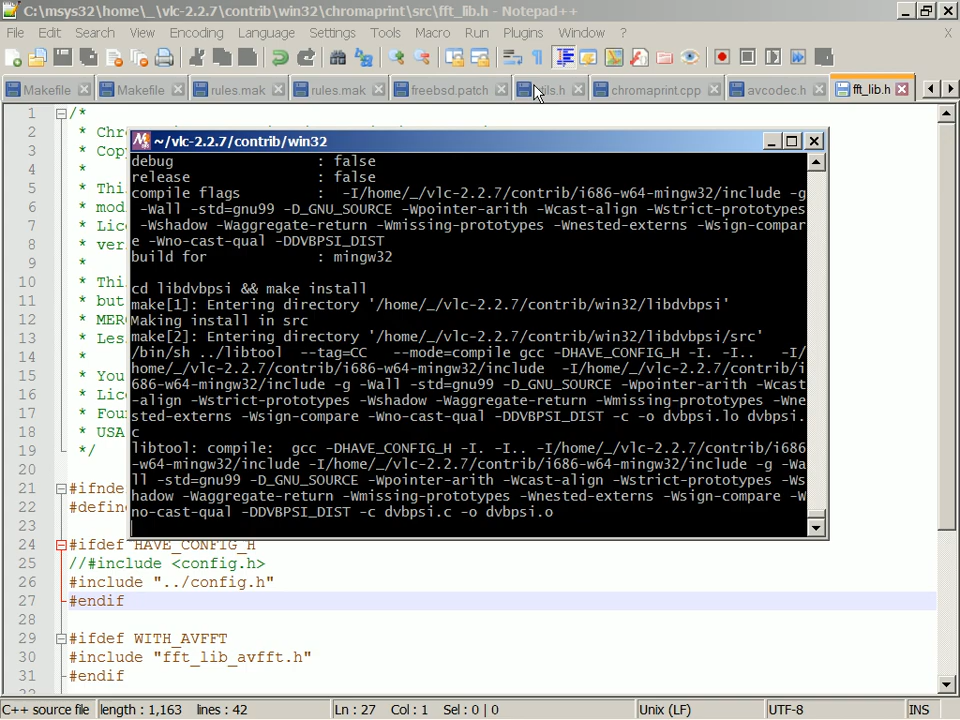 C:\msys32\home\_\vlc-2.2.7\contrib\win32\chromaprint\src\fft_lib.h - Notepad++
File Edit Search View Encoding Language Settings Tools Macro Run Plugins Window ? X
Makefile Makefile rules.mak rules.mak freebsd.patch ls.h chromaprint.cpp avcodec.h fft_lib.h
1 /*
2 * Chr
3 * Cop
4 *
5 * Thi
6 * mod
7 * Lic
8 * ver
9 *
10 * Thi
11 * but
12 * MER
13 * Les
14 *
15 * You
16 * Lic
17 * Fou
18 * USA
19 */
20
21 #ifnde
22 #defin
23
24 #ifdef HAVE_CONFIG_H
25 //#include <config.h>
26 #include "../config.h"
27 #endif
28
29 #ifdef WITH_AVFFT
30 #include "fft_lib_avfft.h"
31 #endif
~/vlc-2.2.7/contrib/win32
debug : false
release : false
compile flags : -I/home/_/vlc-2.2.7/contrib/i686-w64-mingw32/include -g
-Wall -std=gnu99 -D_GNU_SOURCE -Wpointer-arith -Wcast-align -Wstrict-prototypes
-Wshadow -Waggregate-return -Wmissing-prototypes -Wnested-externs -Wsign-compar
e -Wno-cast-qual -DDVBPSI_DIST
build for : mingw32
cd libdvbpsi && make install
make[1]: Entering directory '/home/_/vlc-2.2.7/contrib/win32/libdvbpsi'
Making install in src
make[2]: Entering directory '/home/_/vlc-2.2.7/contrib/win32/libdvbpsi/src'
/bin/sh ../libtool --tag=CC --mode=compile gcc -DHAVE_CONFIG_H -I. -I.. -I/
home/_/vlc-2.2.7/contrib/i686-w64-mingw32/include -I/home/_/vlc-2.2.7/contrib/i
686-w64-mingw32/include -g -Wall -std=gnu99 -D_GNU_SOURCE -Wpointer-arith -Wcast
-align -Wstrict-prototypes -Wshadow -Waggregate-return -Wmissing-prototypes -Wne
sted-externs -Wsign-compare -Wno-cast-qual -DDVBPSI_DIST -c -o dvbpsi.lo dvbpsi.
c
libtool: compile: gcc -DHAVE_CONFIG_H -I. -I.. -I/home/_/vlc-2.2.7/contrib/i686
-w64-mingw32/include -I/home/_/vlc-2.2.7/contrib/i686-w64-mingw32/include -g -Wa
ll -std=gnu99 -D_GNU_SOURCE -Wpointer-arith -Wcast-align -Wstrict-prototypes -Ws
hadow -Waggregate-return -Wmissing-prototypes -Wnested-externs -Wsign-compare -W
no-cast-qual -DDVBPSI_DIST -c dvbpsi.c -o dvbpsi.o
C++ source file length : 1,163 lines : 42 Ln : 27 Col : 1 Sel : 0 | 0 Unix (LF) UTF-8 INS